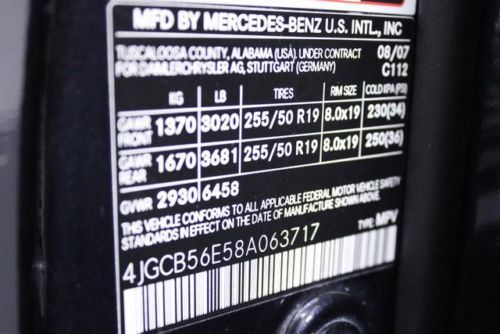 MFD BY MERCEDES-BENZ U.S. INTL., INC
TUSCALOOSA COUNTY, ALABAMA (USA). UNDER CONTRACT 08/07
FOR DAIMLERCHRYSLER AG, STUTTGART (GERMANY) C112
KG LB TIRES RIM SIZE COLD KPA (PSI)
GAWR FRONT 1370 3020 255/50 R19 8.0x19 230(34)
GAWR REAR 1670 3681 255/50 R19 8.0x19 250(36)
GVWR 2930 6458
THIS VEHICLE CONFORMS TO ALL APPLICABLE FEDERAL MOTOR VEHICLE SAFETY
STANDARDS IN EFFECT ON THE DATE OF MANUFACTURE SHOWN ABOVE.
4JGCB56E58A063717 TYPE: MPV